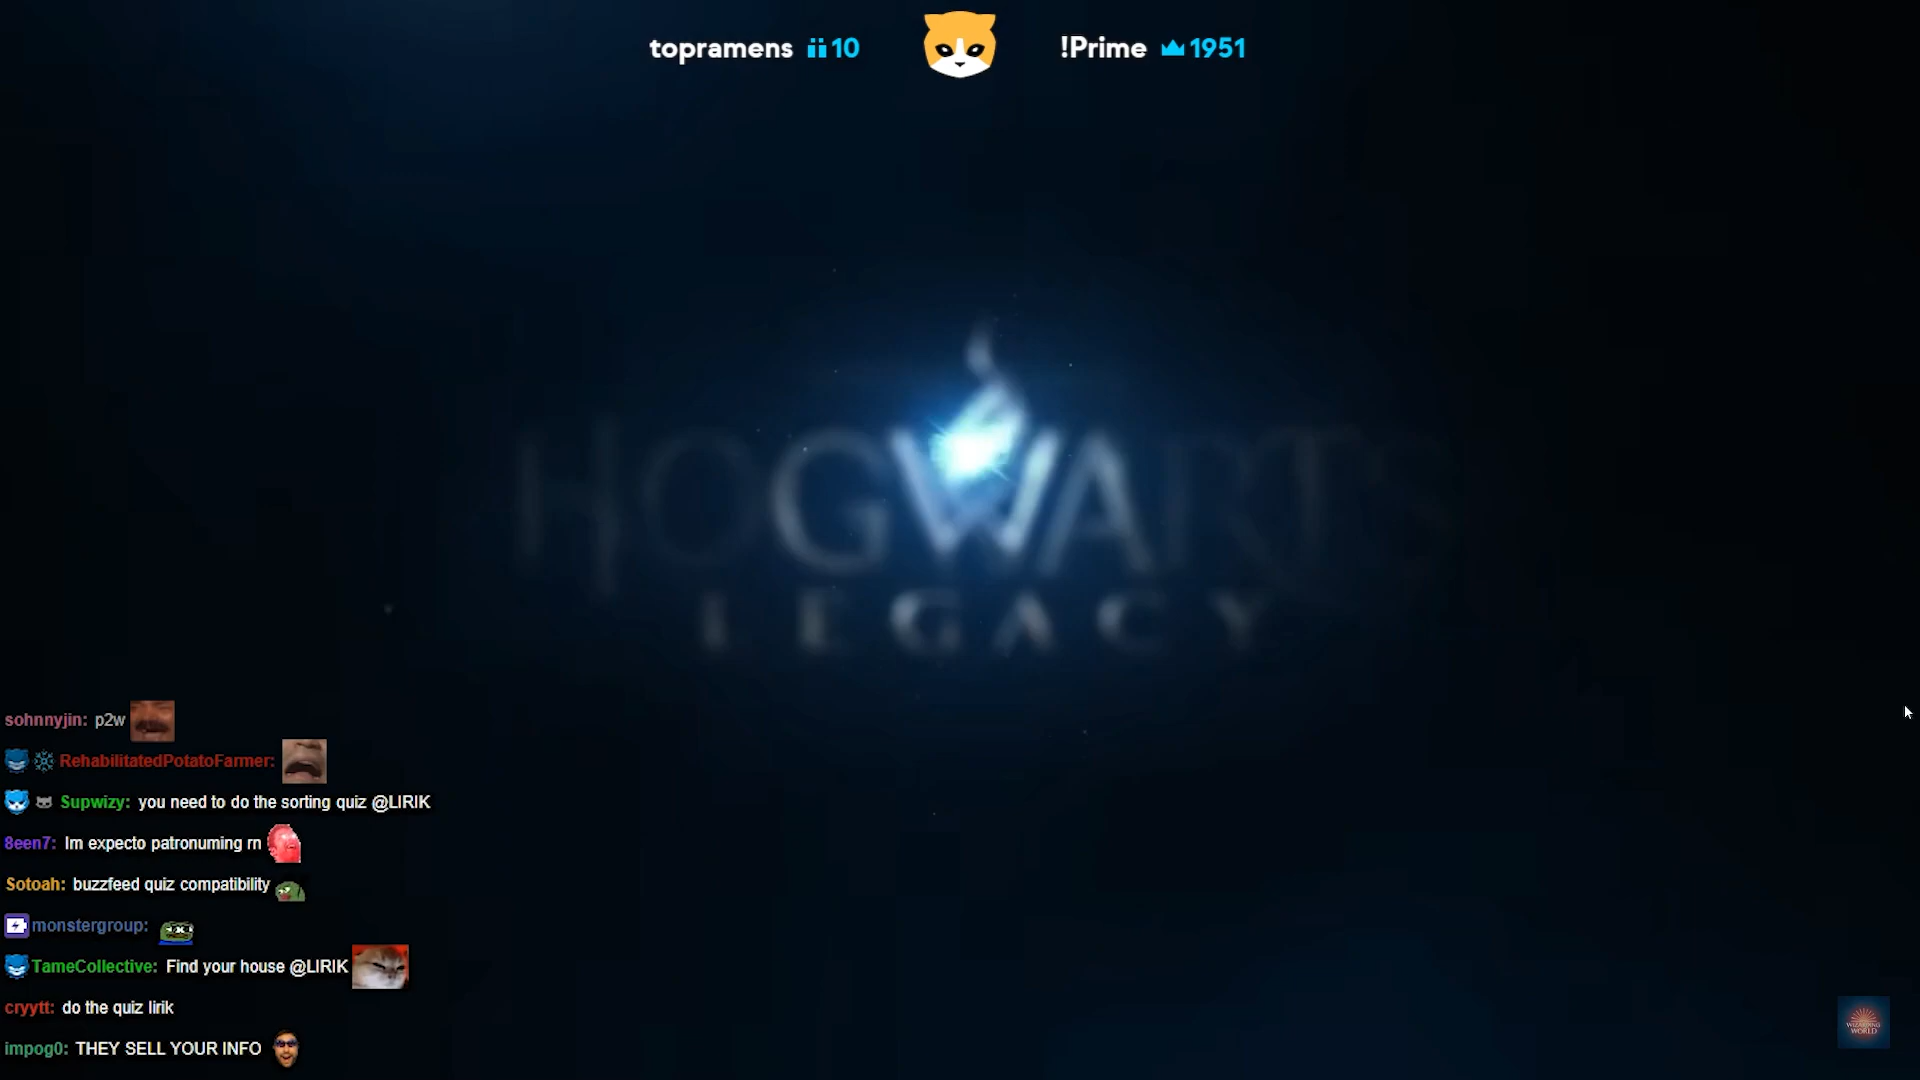 topramens 10 !Prime 1951
HOGWARTS
LEGACY
sohnnyjin: p2w
RehabilitatedPotatoFarmer:
Supwizy: you need to do the sorting quiz @LIRIK
8een7: Im expecto patronuming rn
Sotoah: buzzfeed quiz compatibility
monstergroup:
TameCollective: Find your house @LIRIK
cryytt: do the quiz lirik
impog0: THEY SELL YOUR INFO
WIZARDING
WORLD